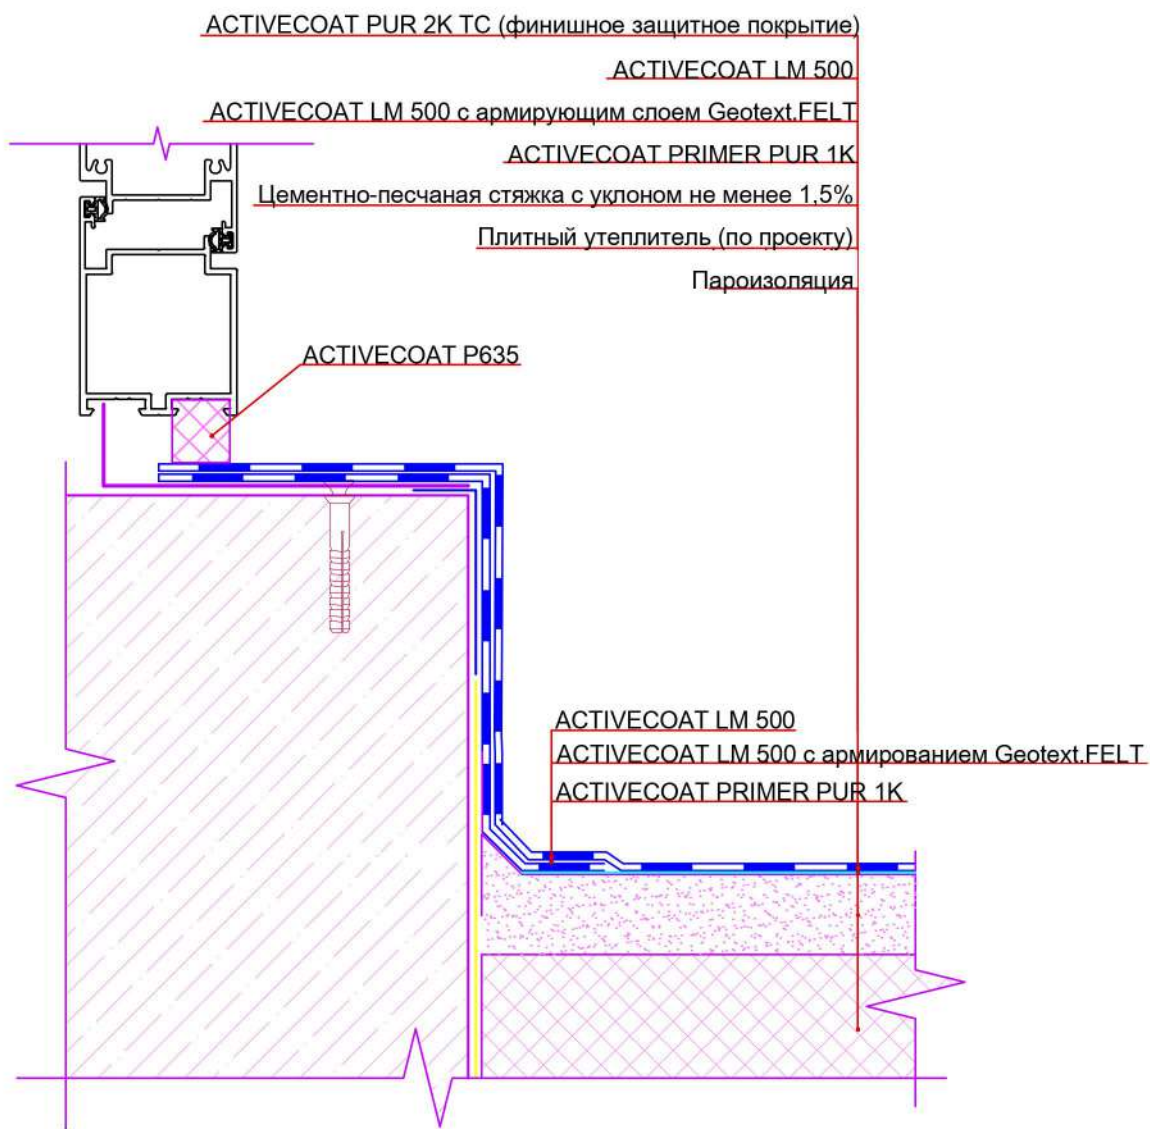 ACTIVECOAT PUR 2K TC (финишное защитное покрытие)
ACTIVECOAT LM 500
ACTIVECOAT LM 500 с армирующим слоем Geotext.FELT
ACTIVECOAT PRIMER PUR 1K
Цементно-песчаная стяжка с уклоном не менее 1,5%
Плитный утеплитель (по проекту)
Пароизоляция
ACTIVECOAT P635
ACTIVECOAT LM 500
ACTIVECOAT LM 500 с армированием Geotext.FELT
ACTIVECOAT PRIMER PUR 1K